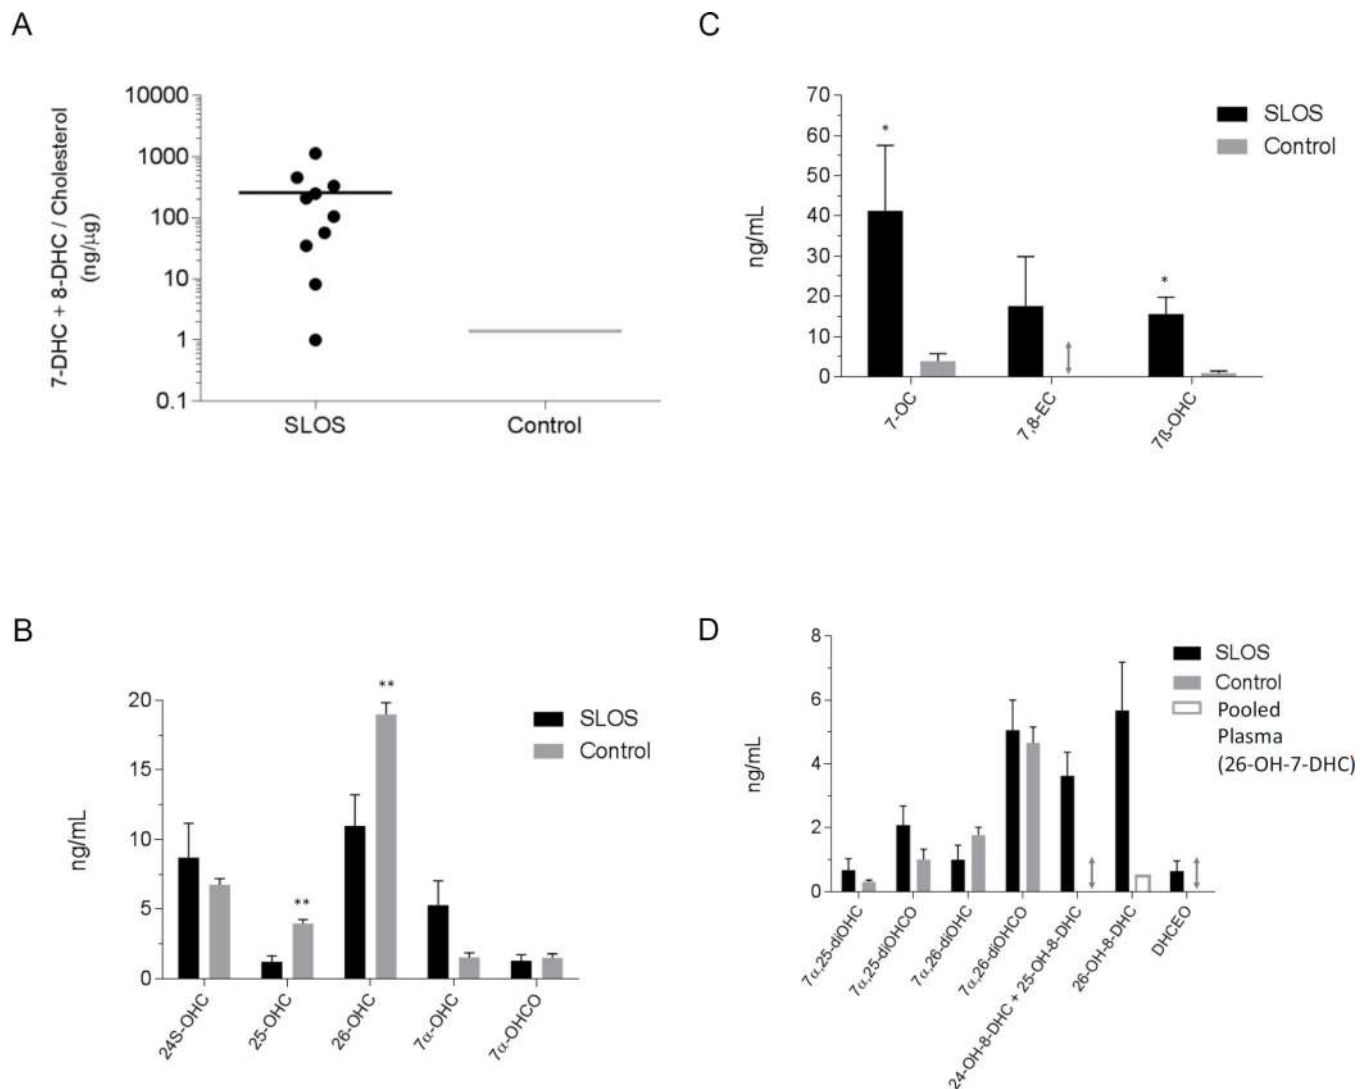 A
7-DHC + 8-DHC / Cholesterol
(ng/μg)
10000
1000
100
10
1
0.1
SLOS
Control
C
ng/mL
70
60
50
40
30
20
10
0
*
*
SLOS
Control
7-OC
7,8-EC
7ß-OHC
B
ng/mL
20
15
10
5
0
**
**
SLOS
Control
24S-OHC
25-OHC
26-OHC
7α-OHC
7α-OHCO
D
ng/mL
8
6
4
2
0
SLOS
Control
Pooled
Plasma
(26-OH-7-DHC)
7α,25-diOHC
7α,25-diOHCO
7α,26-diOHC
7α,26-diOHCO
24-OH-8-DHC + 25-OH-8-DHC
26-OH-8-DHC
DHCEO